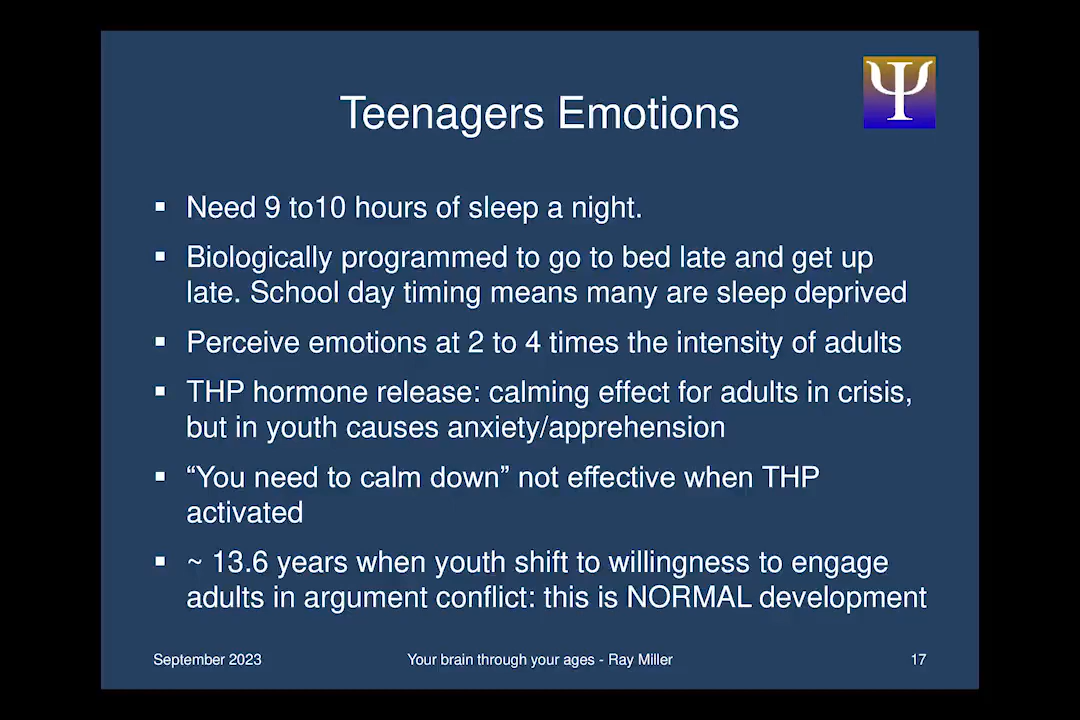 Ψ
Teenagers Emotions
▪ Need 9 to10 hours of sleep a night.
▪ Biologically programmed to go to bed late and get up
late. School day timing means many are sleep deprived
▪ Perceive emotions at 2 to 4 times the intensity of adults
▪ THP hormone release: calming effect for adults in crisis,
but in youth causes anxiety/apprehension
▪ “You need to calm down” not effective when THP
activated
▪ ~ 13.6 years when youth shift to willingness to engage
adults in argument conflict: this is NORMAL development
September 2023 Your brain through your ages - Ray Miller 17